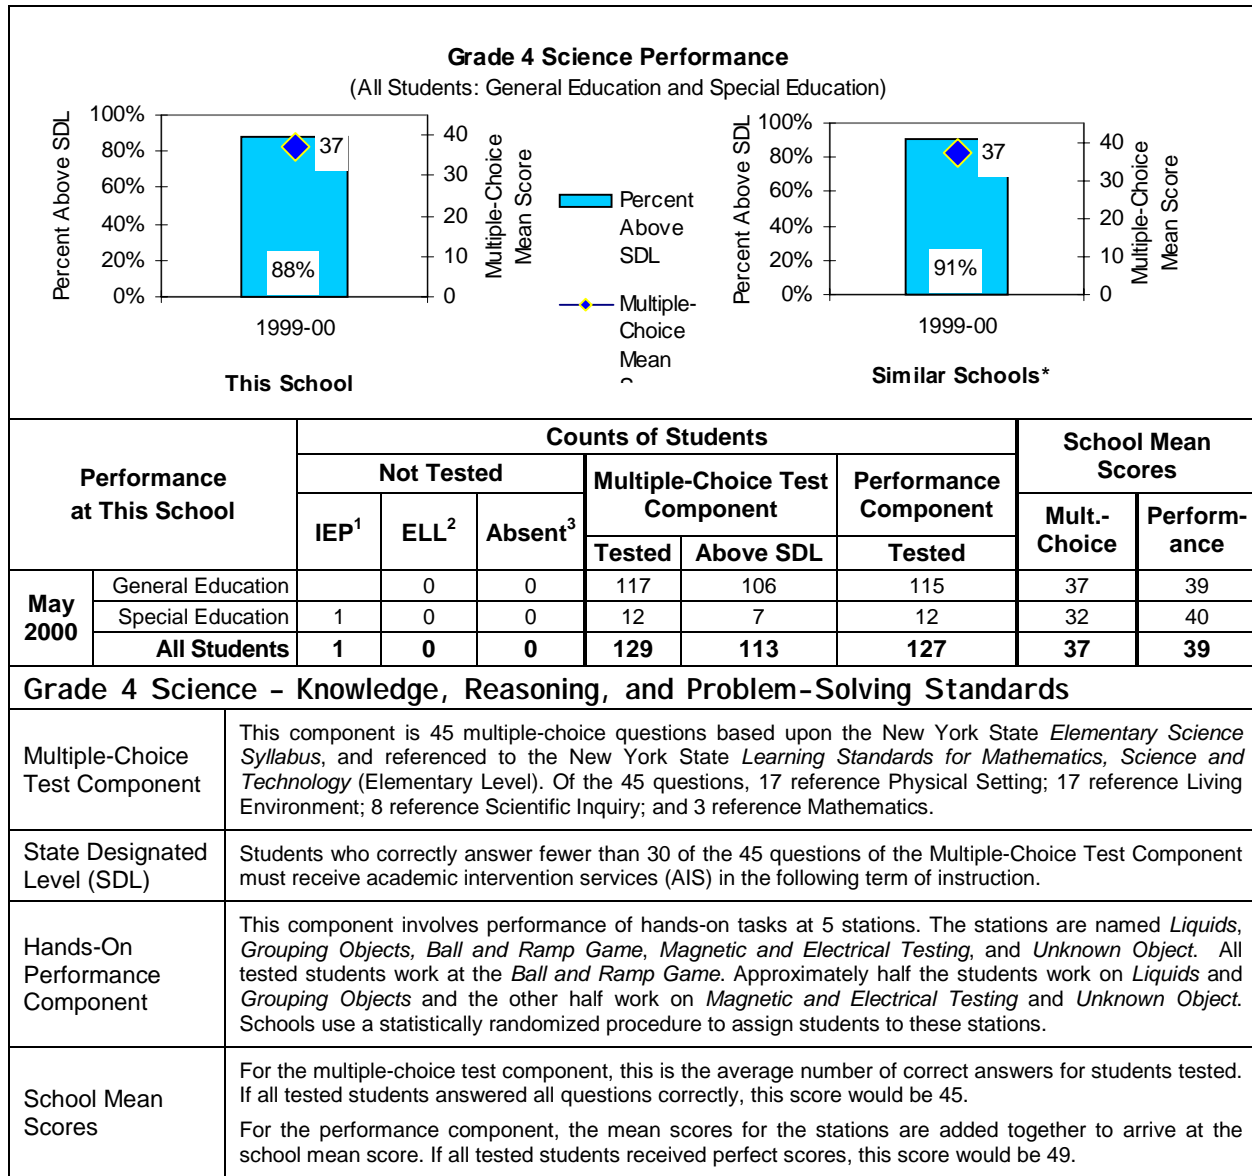 Grade 4 Science Performance
(All Students: General Education and Special Education)
Percent Above SDL
100%
80%
60%
40%
20%
0%
37
88%
40
30
20
10
0
Multiple-Choice
Mean Score
1999-00
This School
Percent
Above
SDL
Multiple-
Choice
Mean
Percent Above SDL
100%
80%
60%
40%
20%
0%
37
91%
40
30
20
10
0
Multiple-Choice
Mean Score
1999-00
Similar Schools*
Performance
at This School
Counts of Students
School Mean
Scores
Not Tested
Multiple-Choice Test
Component
Performance
Component
IEP¹ ELL² Absent³
Tested Above SDL Tested
Mult.-
Choice
Perform-
ance
May
2000
General Education 0 0 117 106 115 37 39
Special Education 1 0 0 12 7 12 32 40
All Students 1 0 0 129 113 127 37 39
Grade 4 Science – Knowledge, Reasoning, and Problem-Solving Standards
Multiple-Choice
Test Component
This component is 45 multiple-choice questions based upon the New York State Elementary Science
Syllabus, and referenced to the New York State Learning Standards for Mathematics, Science and
Technology (Elementary Level). Of the 45 questions, 17 reference Physical Setting; 17 reference Living
Environment; 8 reference Scientific Inquiry; and 3 reference Mathematics.
State Designated
Level (SDL)
Students who correctly answer fewer than 30 of the 45 questions of the Multiple-Choice Test Component
must receive academic intervention services (AIS) in the following term of instruction.
Hands-On
Performance
Component
This component involves performance of hands-on tasks at 5 stations. The stations are named Liquids,
Grouping Objects, Ball and Ramp Game, Magnetic and Electrical Testing, and Unknown Object. All
tested students work at the Ball and Ramp Game. Approximately half the students work on Liquids and
Grouping Objects and the other half work on Magnetic and Electrical Testing and Unknown Object.
Schools use a statistically randomized procedure to assign students to these stations.
School Mean
Scores
For the multiple-choice test component, this is the average number of correct answers for students tested.
If all tested students answered all questions correctly, this score would be 45.
For the performance component, the mean scores for the stations are added together to arrive at the
school mean score. If all tested students received perfect scores, this score would be 49.